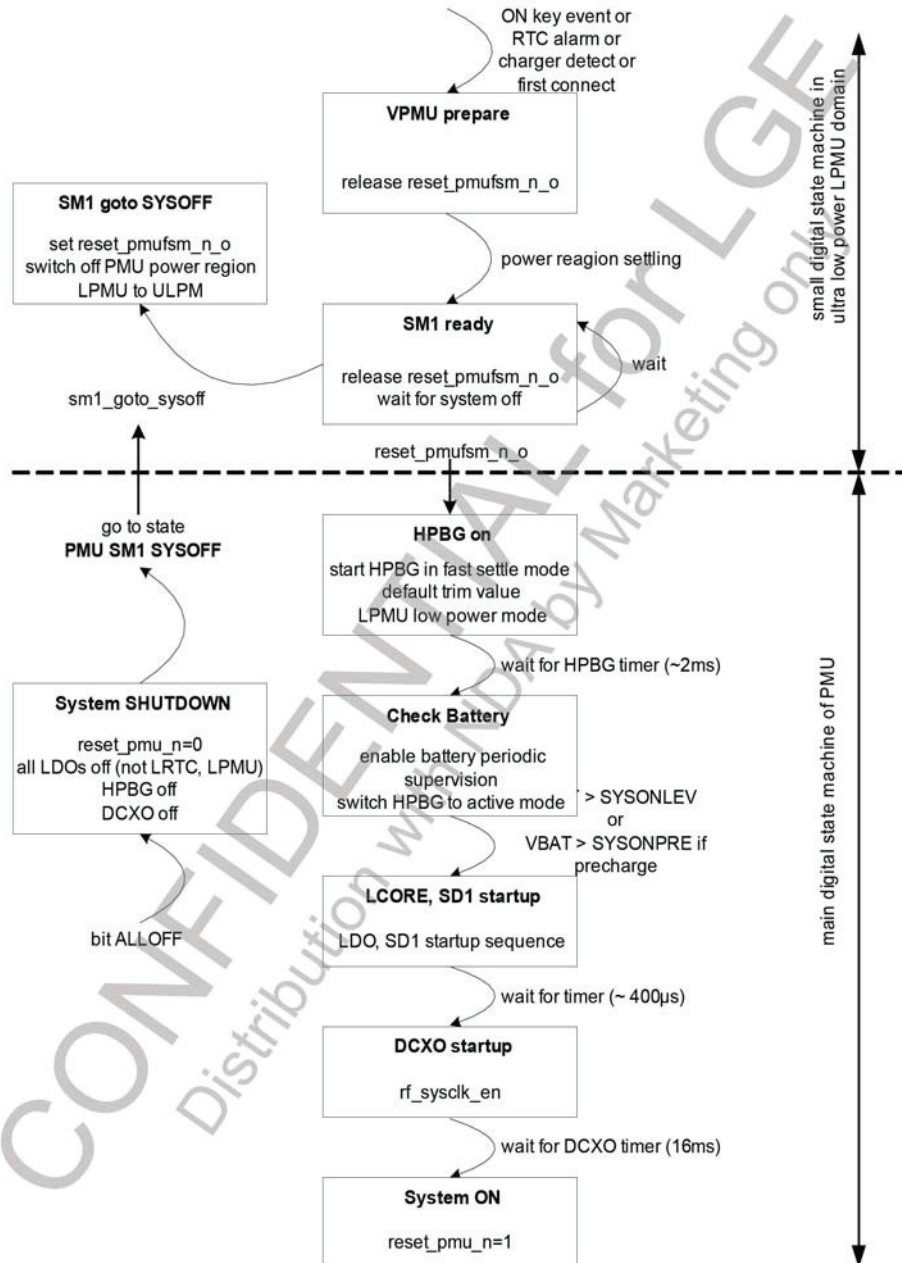 ON key event or
RTC alarm or
charger detect or
first connect
VPMU prepare
release reset_pmufsm_n_o
SM1 goto SYSOFF
set reset_pmufsm_n_o
switch off PMU power region
LPMU to ULPM
power reagion settling
SM1 ready
release reset_pmufsm_n_o
wait for system off
wait
small digital state machine in
ultra low power LPMU domain
sm1_goto_sysoff
reset_pmufsm_n_o
go to state
PMU SM1 SYSOFF
HPBG on
start HPBG in fast settle mode
default trim value
LPMU low power mode
wait for HPBG timer (~2ms)
System SHUTDOWN
reset_pmu_n=0
all LDOs off (not LRTC, LPMU)
HPBG off
DCXO off
Check Battery
enable battery periodic
supervision
switch HPBG to active mode
> SYSONLEV
or
VBAT > SYSONPRE if
precharge
bit ALLOFF
LCORE, SD1 startup
LDO, SD1 startup sequence
wait for timer (~ 400µs)
DCXO startup
rf_sysclk_en
wait for DCXO timer (16ms)
System ON
reset_pmu_n=1
main digital state machine of PMU
CONFIDENTIAL for LGE
Distribution with NDA by Marketing only